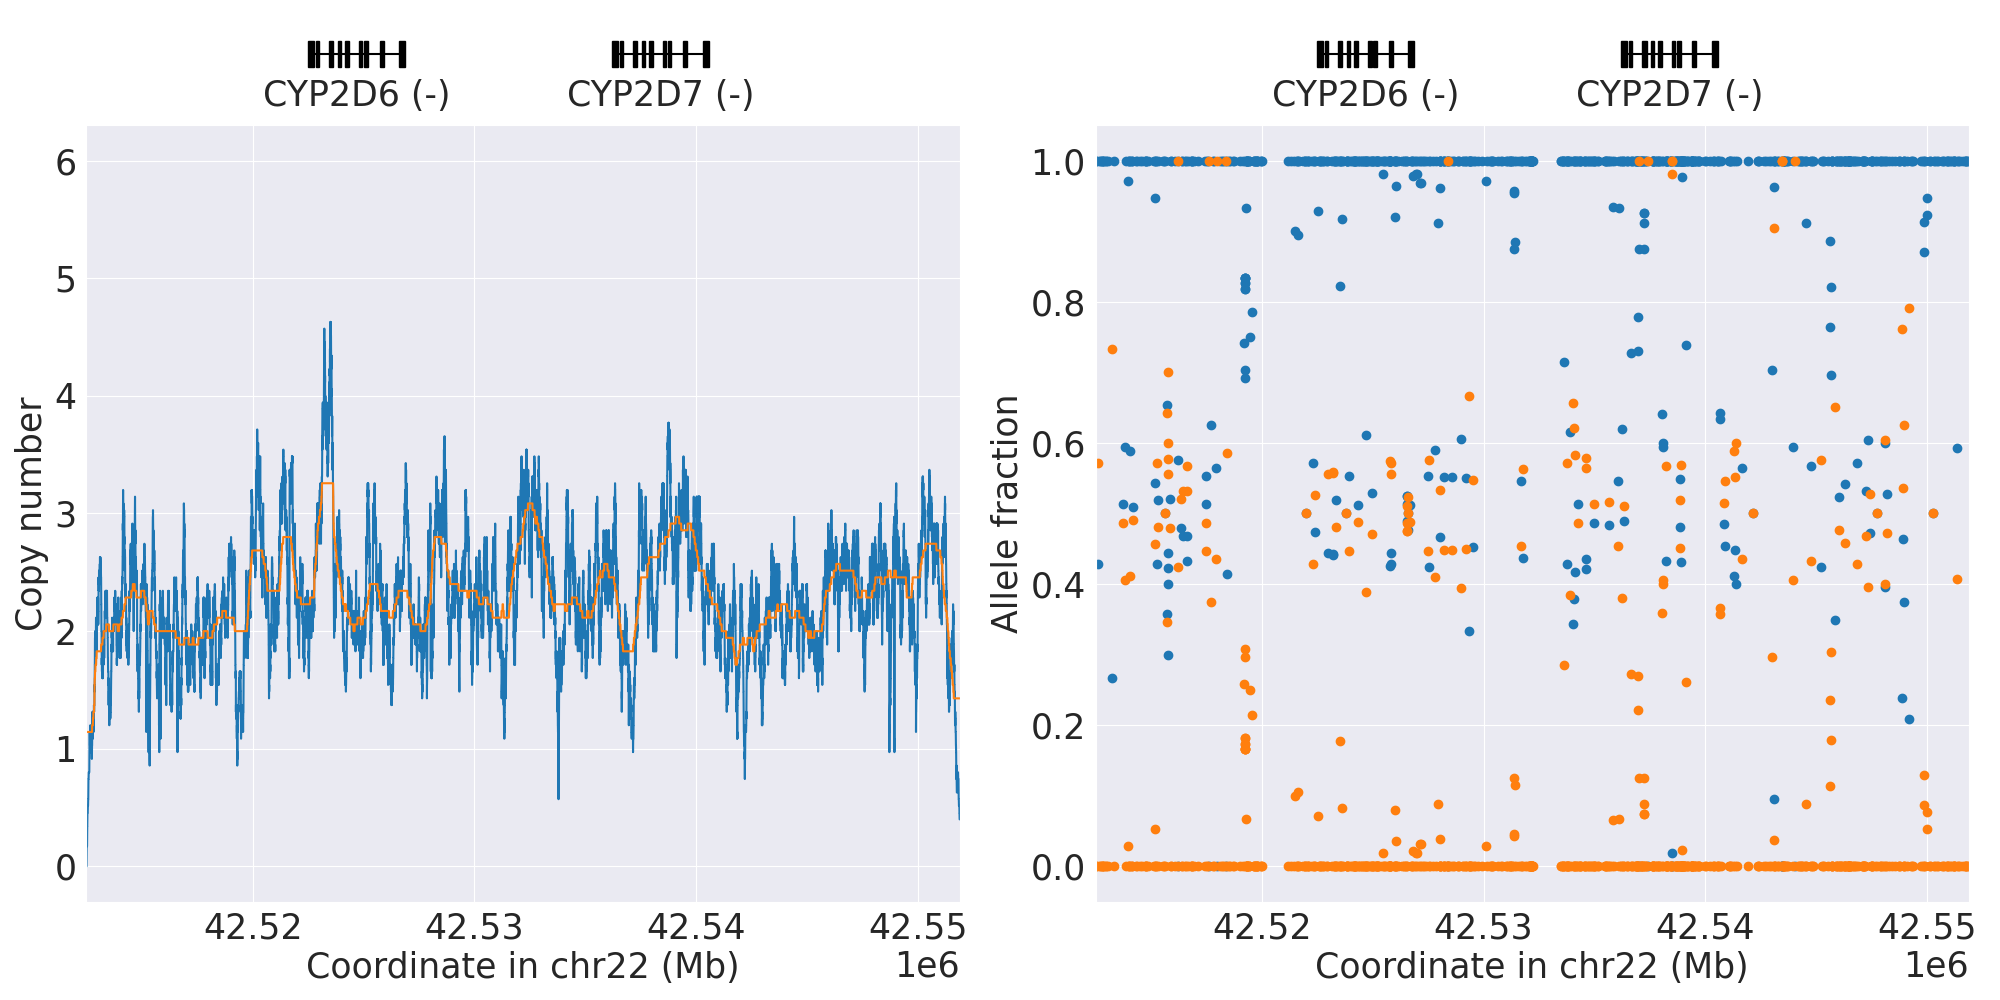 CYP2D6 (-) CYP2D7 (-)
6
5
4
3
2
1
0
Copy number
42.52 42.53 42.54 42.55
Coordinate in chr22 (Mb)
1e6
CYP2D6 (-) CYP2D7 (-)
1.0
0.8
0.6
0.4
0.2
0.0
Allele fraction
42.52 42.53 42.54 42.55
Coordinate in chr22 (Mb)
1e6